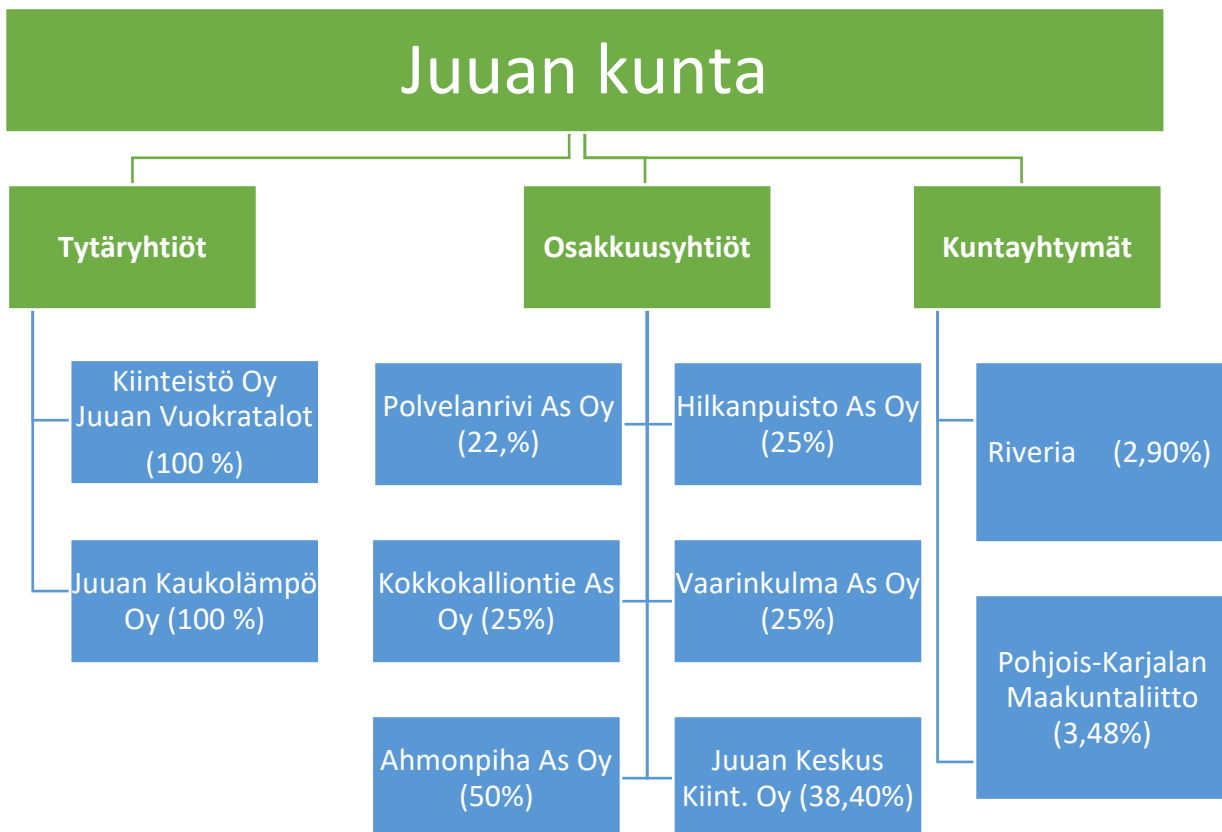 Juuan kunta
Tytäryhtiöt
Kiinteistö Oy
Juuan Vuokratalot
(100 %)
Juuan Kaukolämpö
Oy (100 %)
Osakkuusyhtiöt
Polvelanrivi As Oy
(22,%)
Hilkanpuisto As Oy
(25%)
Kokkokalliontie As
Oy (25%)
Vaarinkulma As Oy
(25%)
Ahmonpiha As Oy
(50%)
Juuan Keskus
Kiint. Oy (38,40%)
Kuntayhtymät
Riveria (2,90%)
Pohjois-Karjalan
Maakuntaliitto
(3,48%)